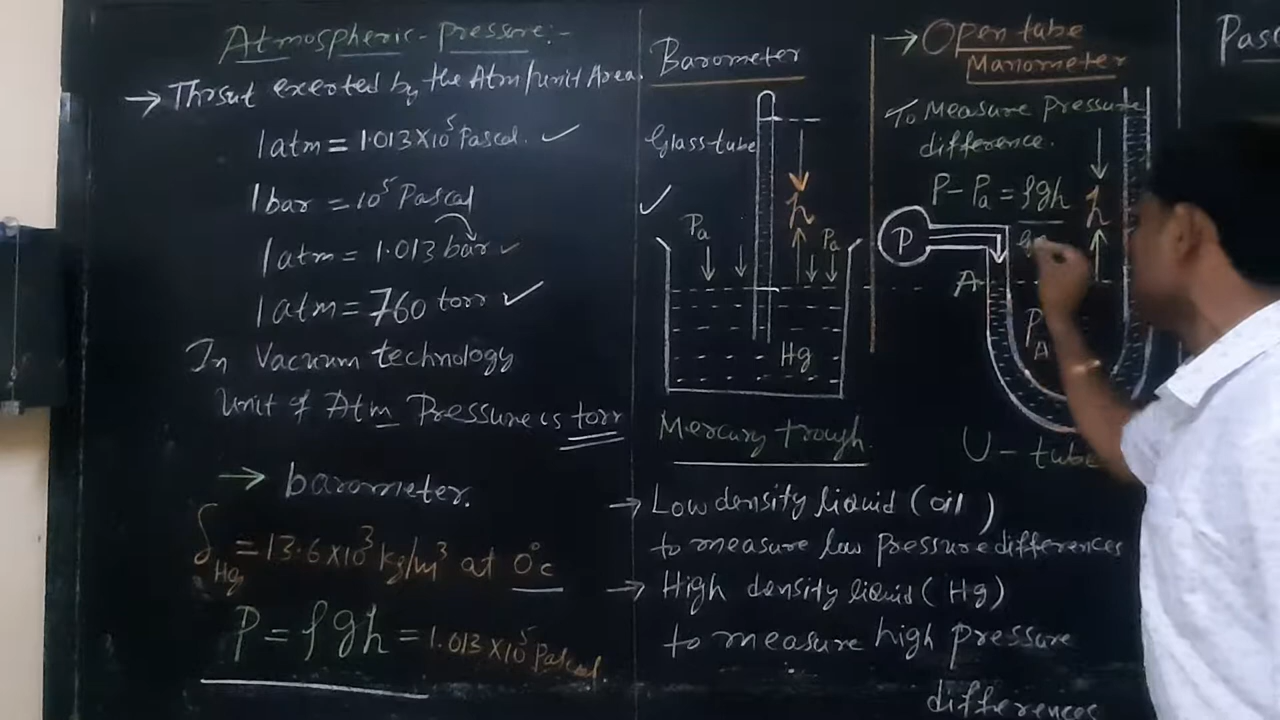 Atmospheric - Pressure:-
→ Thrsut exerted by the Atm/unit Area.
1 atm = 1.013×10⁵ Pascal. ✓
1 bar = 10⁵ Pascal
1 atm = 1.013 bar ✓
1 atm = 760 torr ✓
In Vacuum technology
Unit of Atm Pressure is torr
→ barometer.
δHg = 13.6×10³ kg/m³ at 0°c
P = ρgh = 1.013×10⁵ Pascal
Barometer
Glass tube
h
Pa
Pa
Hg
Mercury trough.
→ Open tube
Manometer
To Measure Pressure
difference.
P - Pa = ρgh
h
P
A
PA
U - tube
→ Low density liquid (oil)
to measure low Pressure differences
→ High density liquid (Hg)
to measure high pressure
differences
Pasc